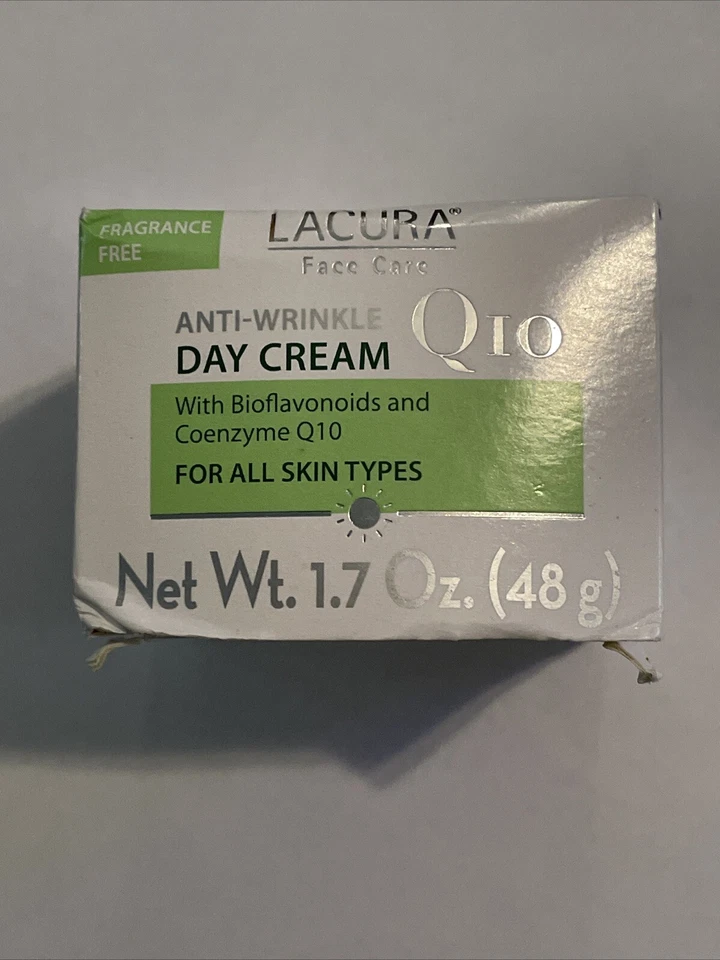 FRAGRANCE
FREE
LACURA®
Face Care
ANTI-WRINKLE Q10
DAY CREAM
With Bioflavonoids and
Coenzyme Q10
FOR ALL SKIN TYPES
Net Wt. 1.7 Oz. (48 g)